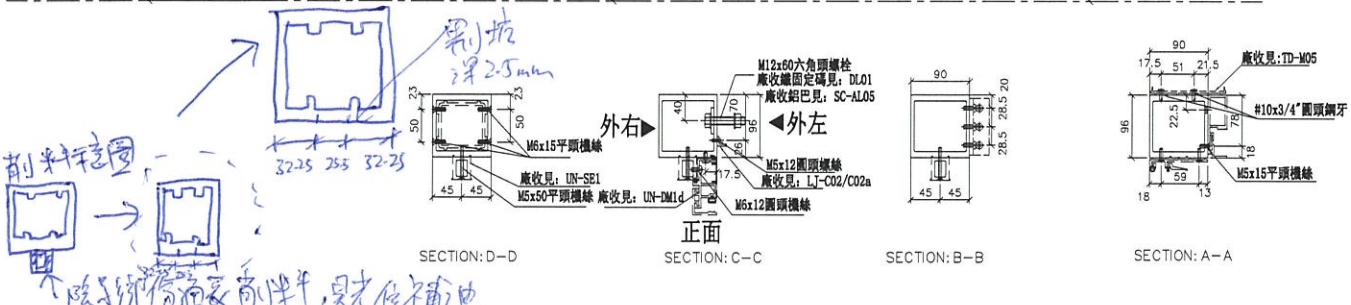 深 2.5mm
32.25 25.5 32.25
削料示意圖
23
50
50
23
M6x15平頭機絲
廠收見: UN-SE1
M5x50平頭機絲
45 45
SECTION: D-D
M12x60六角頭螺栓
廠收鐵固定碼見: DL01
廠收鋁巴見: SC-AL05
外右
40
70
96
外左
26
17.5
M5x12圓頭螺絲
廠收見: LJ-C02/C02a
廠收見: UN-DM1d
M6x12圓頭機絲
正面
SECTION: C-C
90
20
28.5
28.5
45 45
SECTION: B-B
90
17.5 51 21.5
廠收見: TD-M05
#10x3/4"圓頭鋼牙
96
22.5
78
18
M5x15平頭機絲
59
18
13
SECTION: A-A